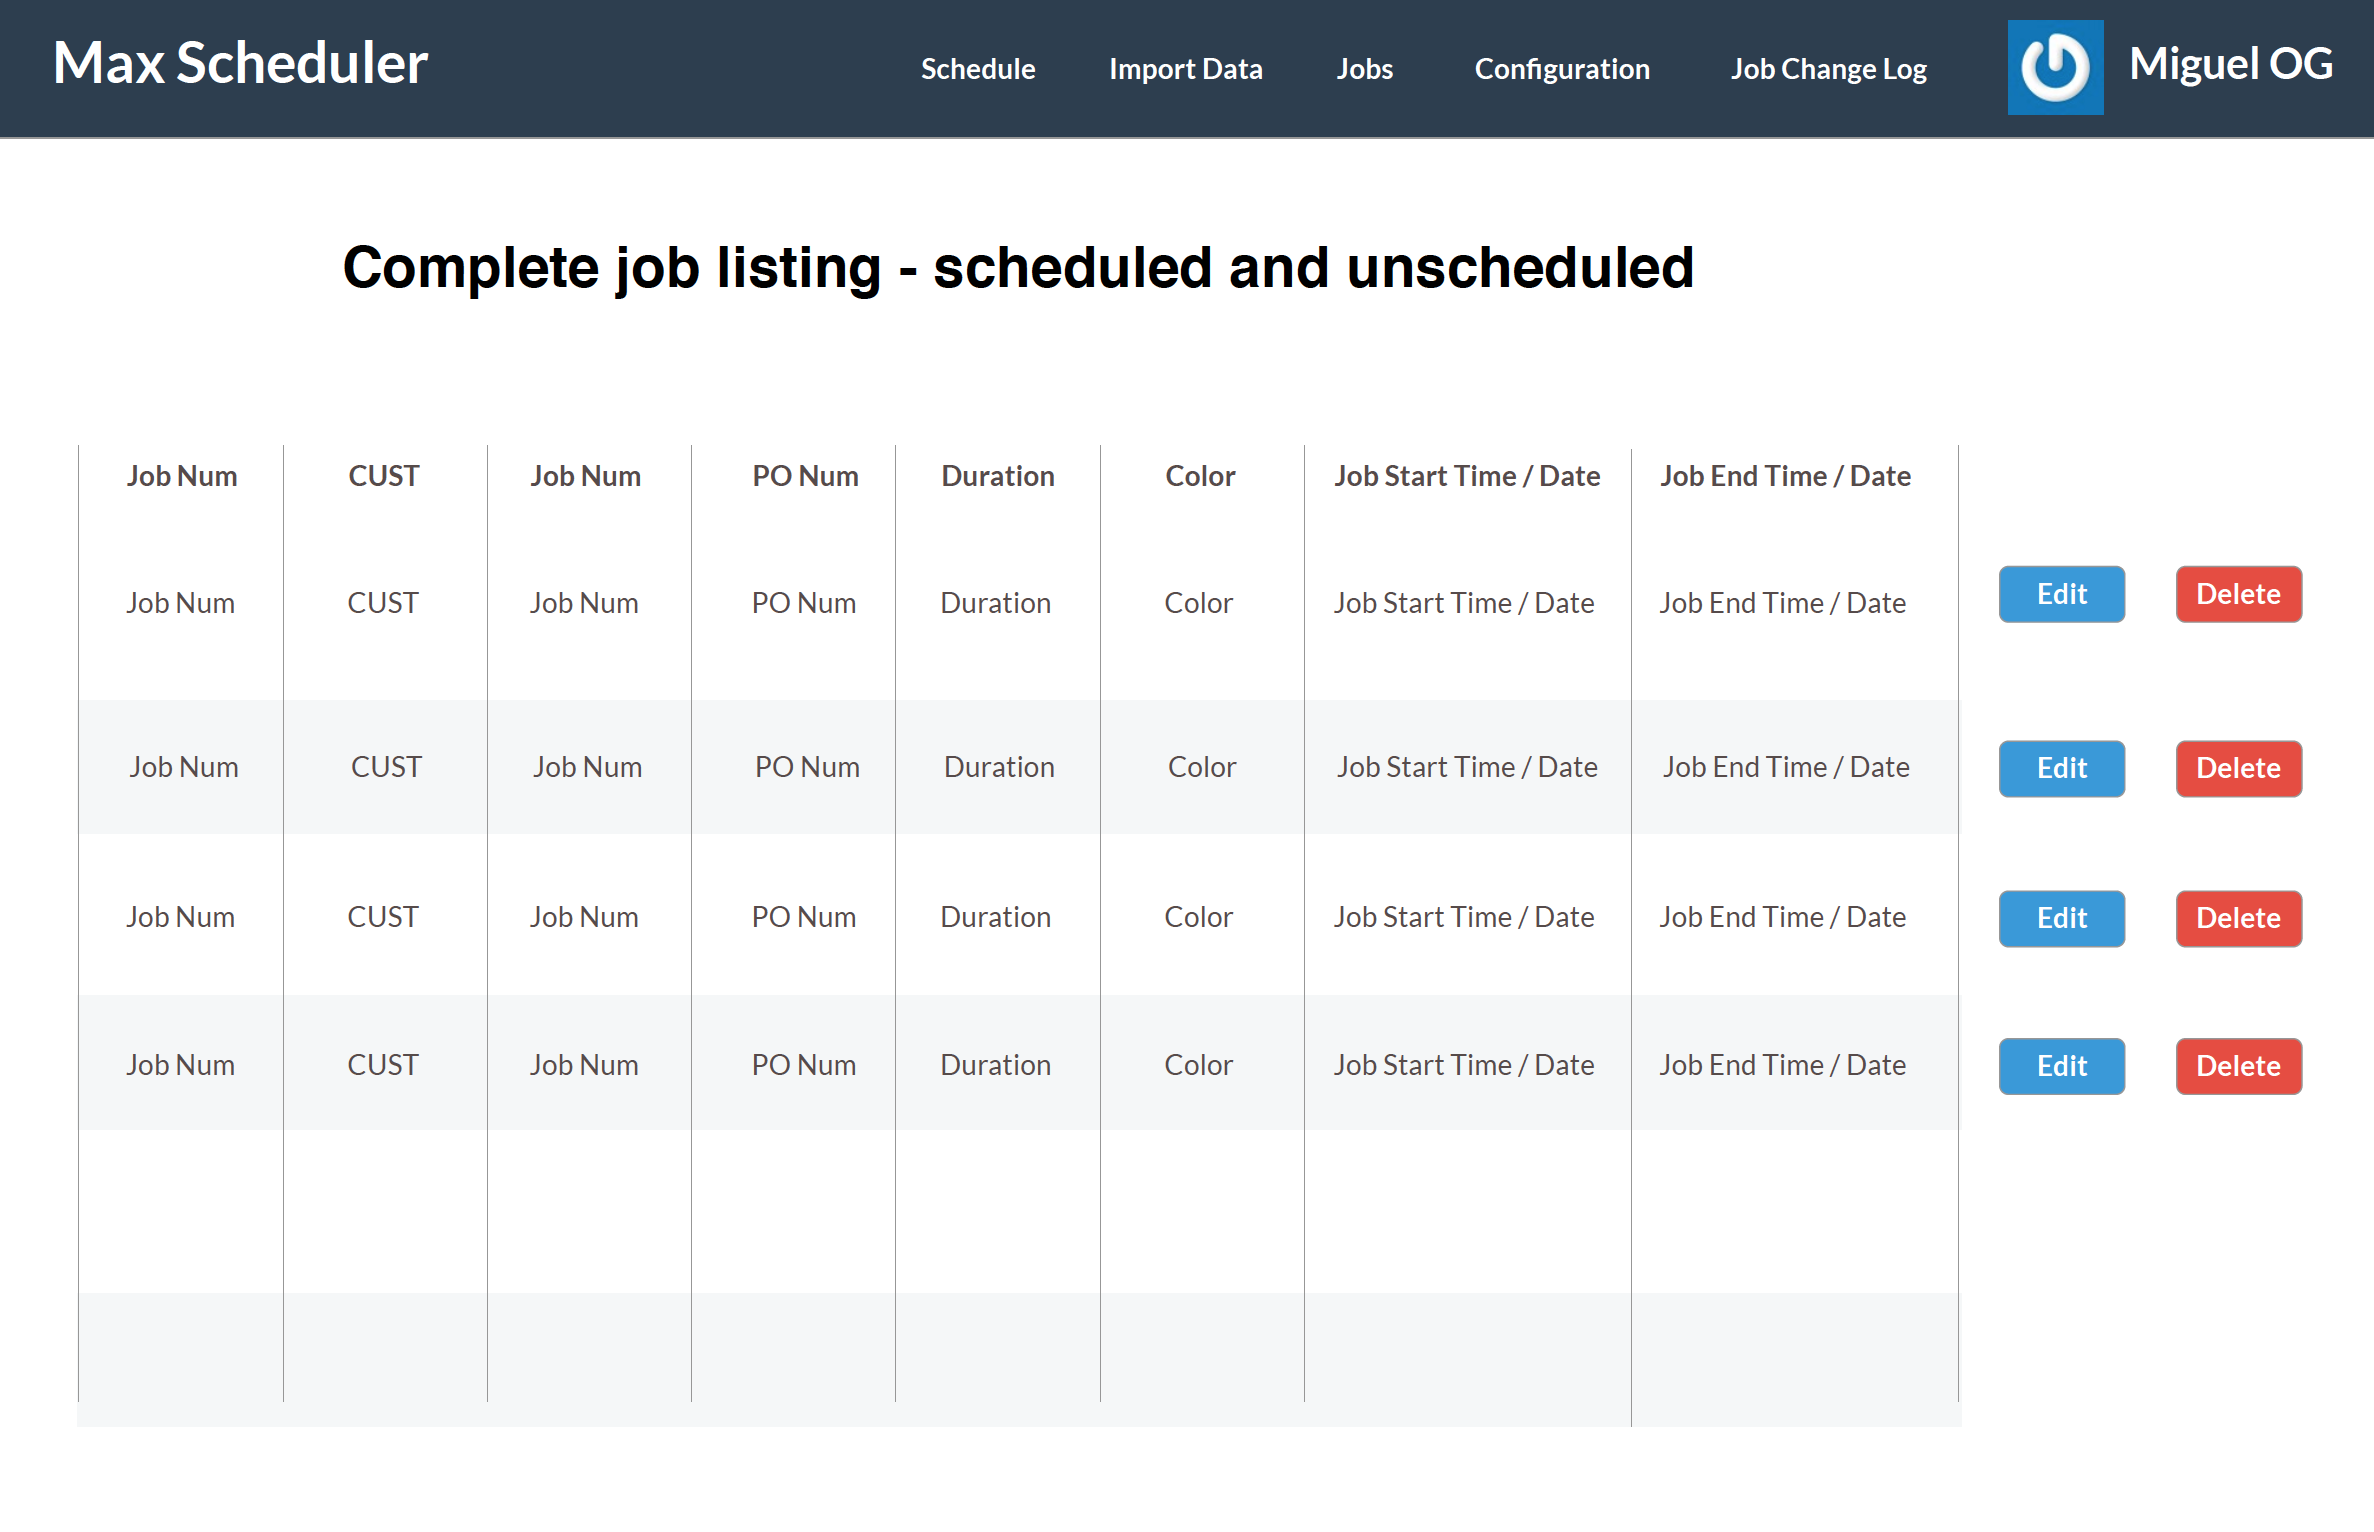 Max Scheduler Schedule Import Data Jobs Configuration Job Change Log Miguel OG
Complete job listing - scheduled and unscheduled
Job Num CUST Job Num PO Num Duration Color Job Start Time / Date Job End Time / Date
Job Num CUST Job Num PO Num Duration Color Job Start Time / Date Job End Time / Date Edit Delete
Job Num CUST Job Num PO Num Duration Color Job Start Time / Date Job End Time / Date Edit Delete
Job Num CUST Job Num PO Num Duration Color Job Start Time / Date Job End Time / Date Edit Delete
Job Num CUST Job Num PO Num Duration Color Job Start Time / Date Job End Time / Date Edit Delete